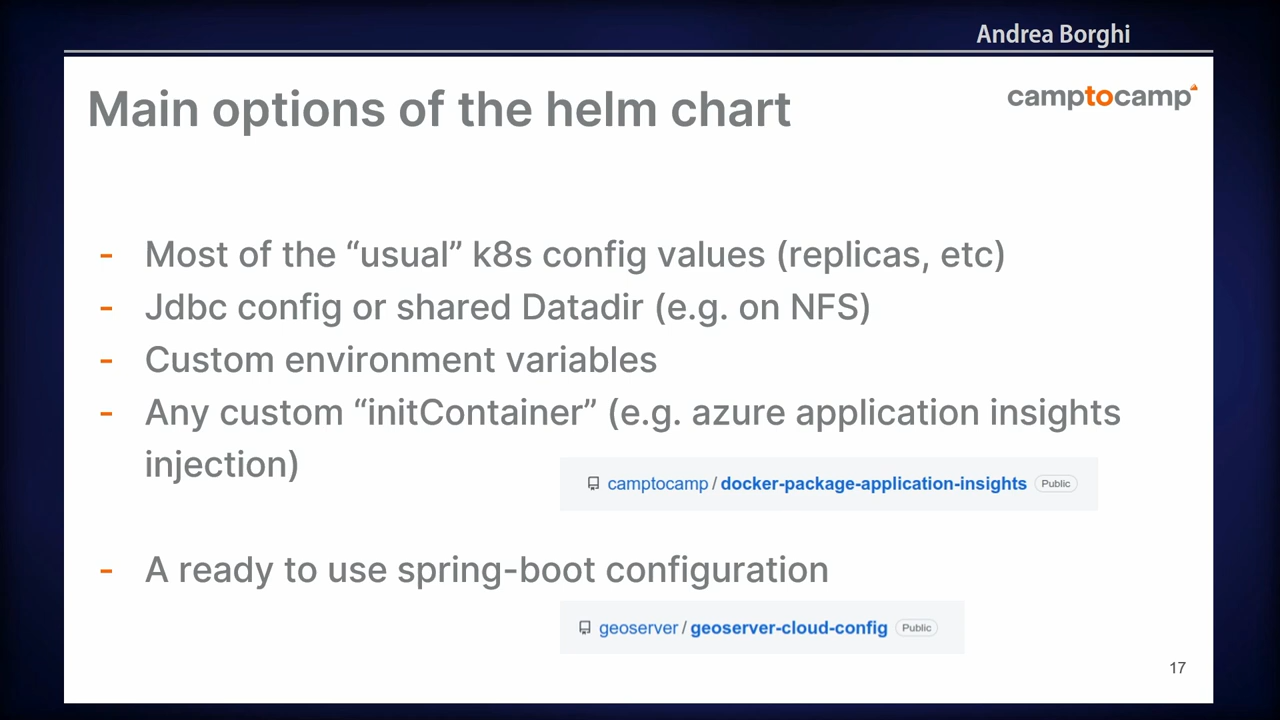 Andrea Borghi
Main options of the helm chart
camptocamp
- Most of the “usual” k8s config values (replicas, etc)
- Jdbc config or shared Datadir (e.g. on NFS)
- Custom environment variables
- Any custom “initContainer” (e.g. azure application insights
injection)
camptocamp / docker-package-application-insights Public
- A ready to use spring-boot configuration
geoserver / geoserver-cloud-config Public
17